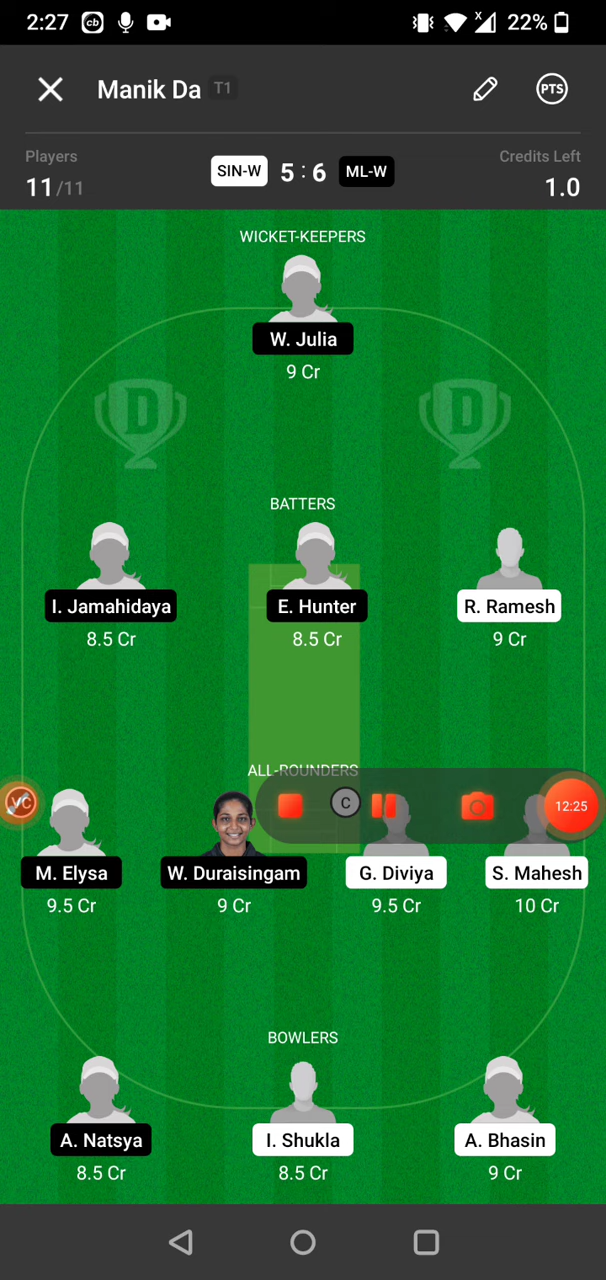 2:27 cb 22%
Manik Da T1 PTS
Players Credits Left
11/11 SIN-W 5 : 6 ML-W 1.0
WICKET-KEEPERS
W. Julia
9 Cr
D D
BATTERS
I. Jamahidaya E. Hunter R. Ramesh
8.5 Cr 8.5 Cr 9 Cr
ALL-ROUNDERS
VC C 12:25
M. Elysa W. Duraisingam G. Diviya S. Mahesh
9.5 Cr 9 Cr 9.5 Cr 10 Cr
BOWLERS
A. Natsya I. Shukla A. Bhasin
8.5 Cr 8.5 Cr 9 Cr